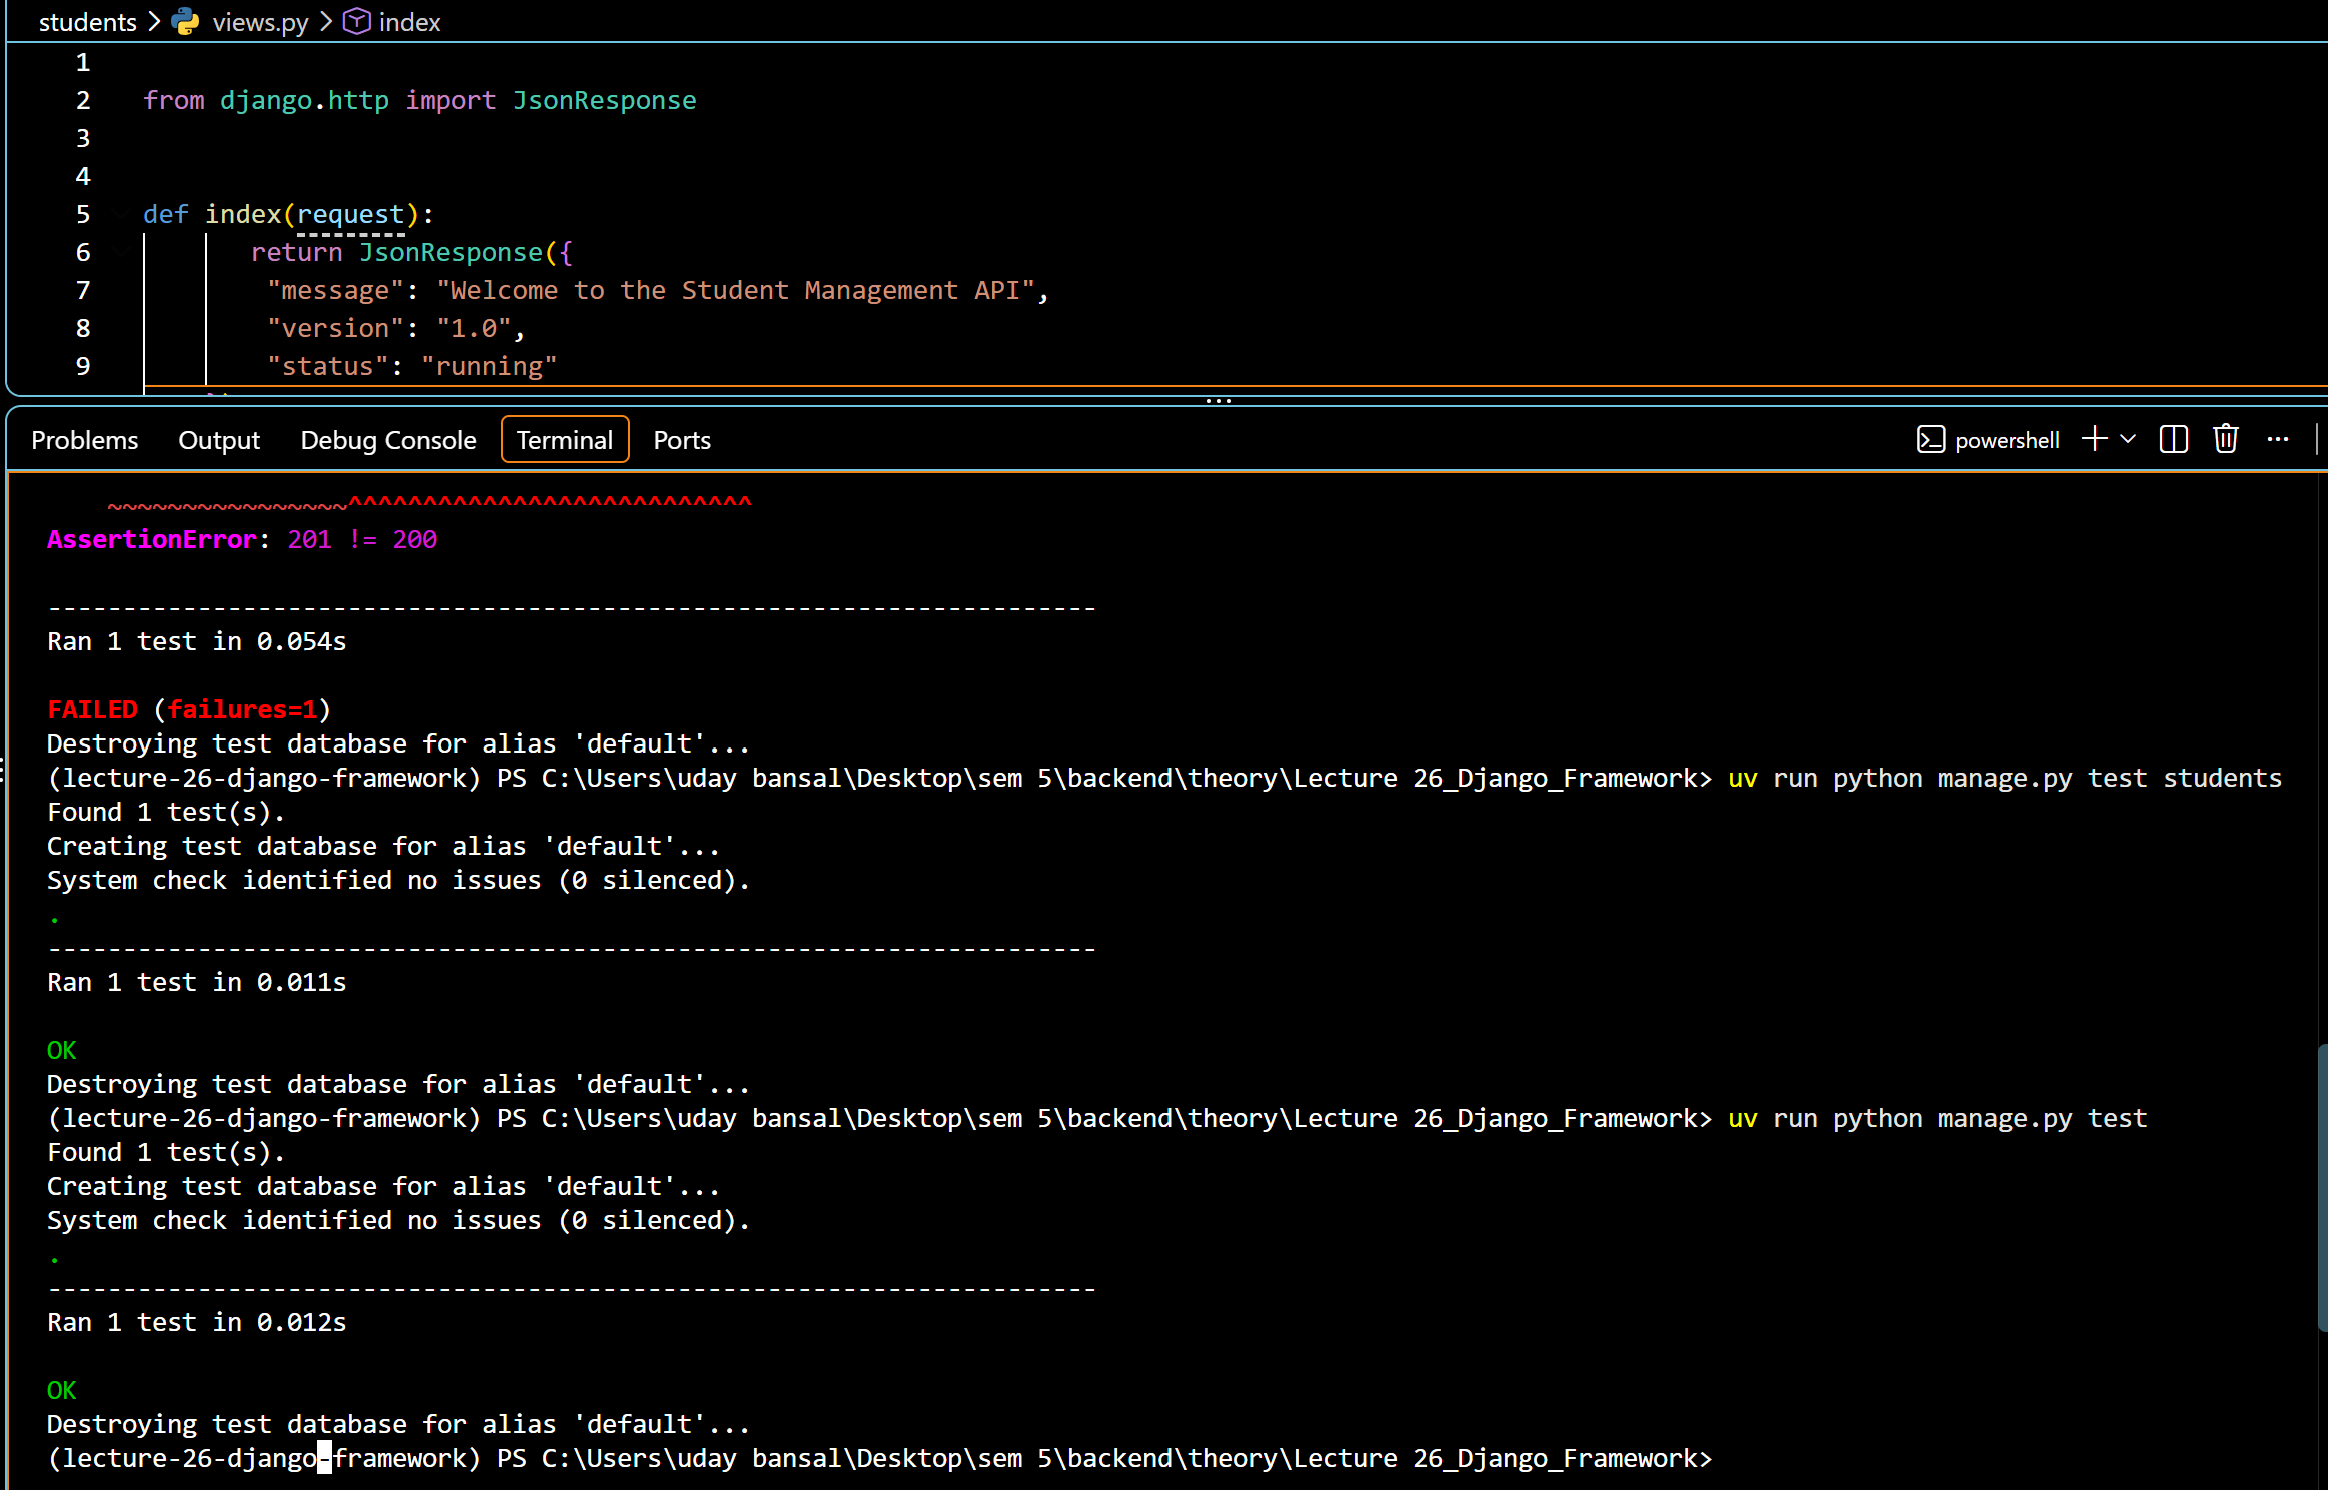 students > views.py > index
1
2 from django.http import JsonResponse
3
4
5 def index(request):
6 return JsonResponse({
7 "message": "Welcome to the Student Management API",
8 "version": "1.0",
9 "status": "running"
Problems Output Debug Console Terminal Ports powershell
~~~~~~~~~~~~~~~~^^^^^^^^^^^^^^^^^^^^^^^^^^^
AssertionError: 201 != 200
----------------------------------------------------------------------
Ran 1 test in 0.054s
FAILED (failures=1)
Destroying test database for alias 'default'...
(lecture-26-django-framework) PS C:\Users\uday bansal\Desktop\sem 5\backend\theory\Lecture 26_Django_Framework> uv run python manage.py test students
Found 1 test(s).
Creating test database for alias 'default'...
System check identified no issues (0 silenced).
.
----------------------------------------------------------------------
Ran 1 test in 0.011s
OK
Destroying test database for alias 'default'...
(lecture-26-django-framework) PS C:\Users\uday bansal\Desktop\sem 5\backend\theory\Lecture 26_Django_Framework> uv run python manage.py test
Found 1 test(s).
Creating test database for alias 'default'...
System check identified no issues (0 silenced).
.
----------------------------------------------------------------------
Ran 1 test in 0.012s
OK
Destroying test database for alias 'default'...
(lecture-26-django-framework) PS C:\Users\uday bansal\Desktop\sem 5\backend\theory\Lecture 26_Django_Framework>